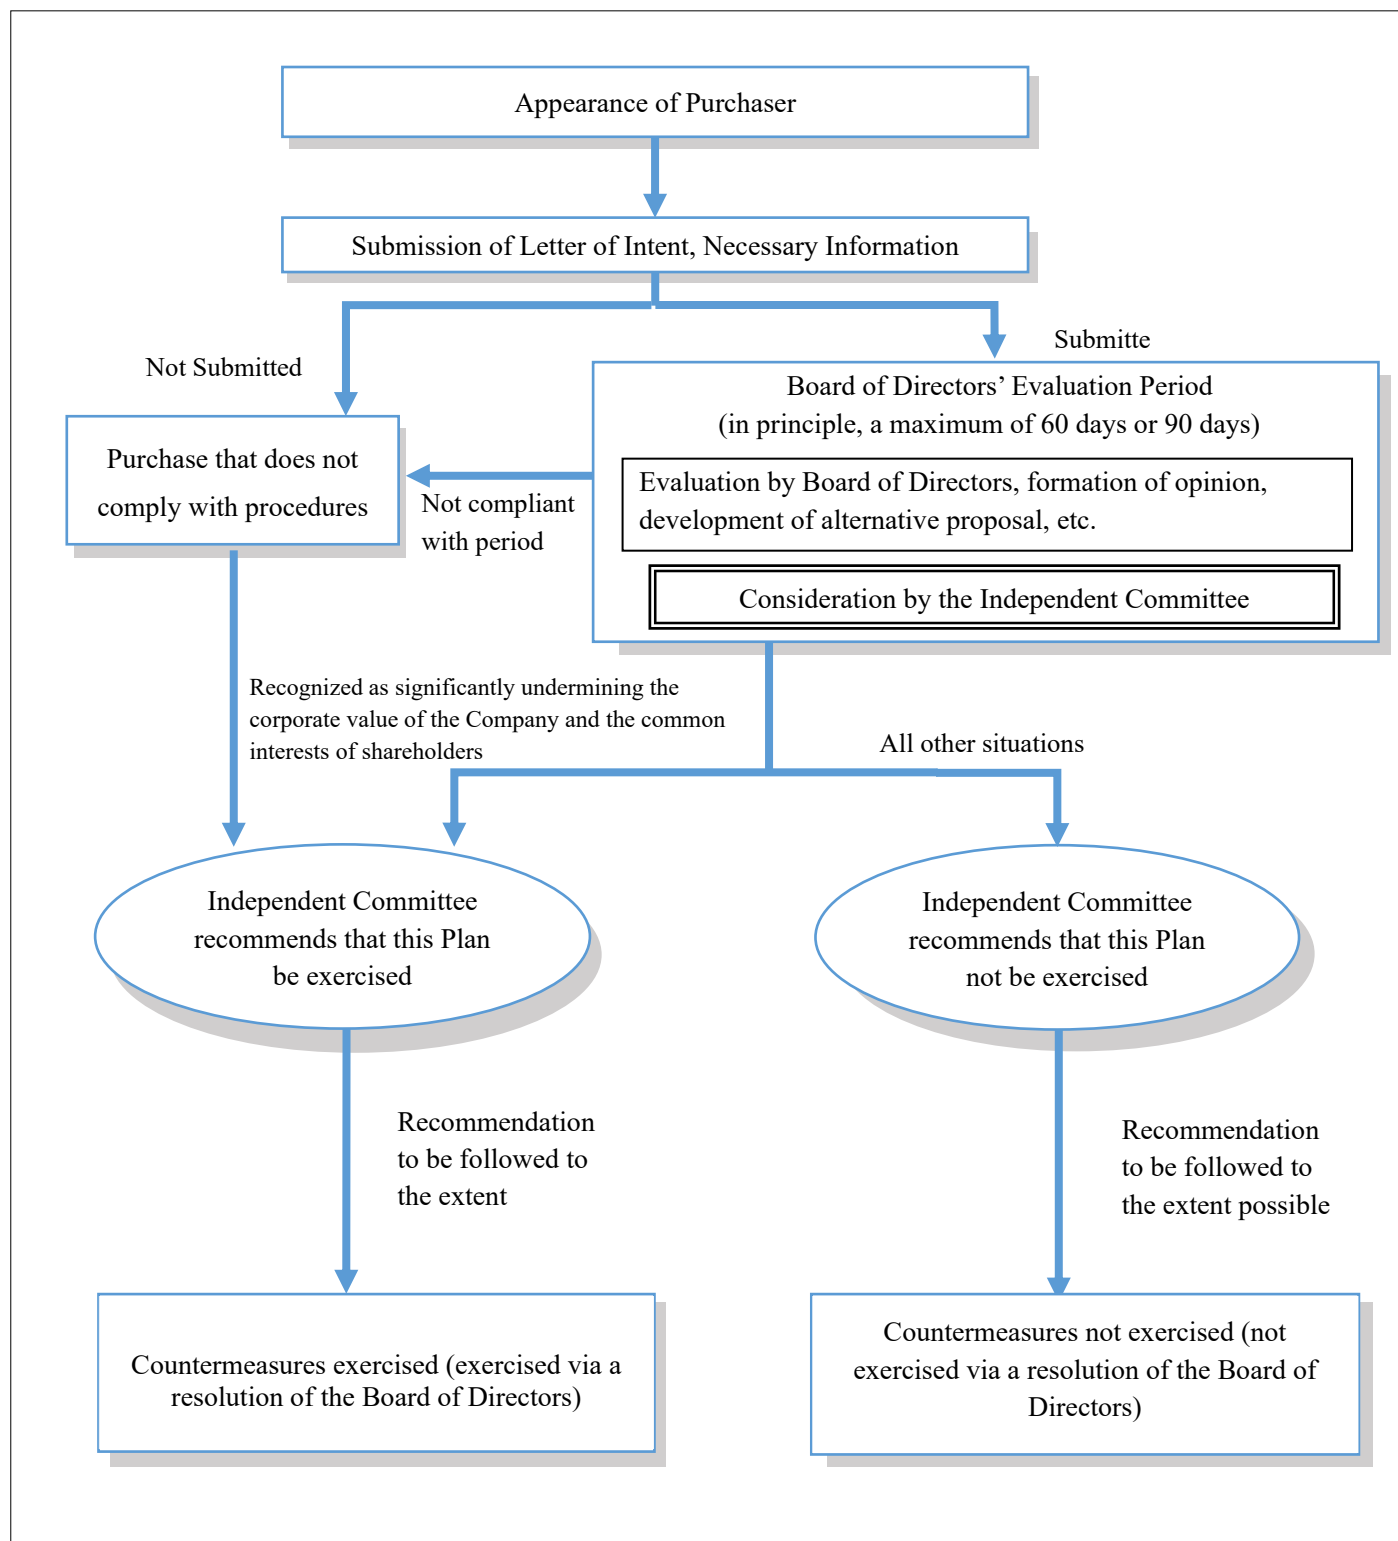 Appearance of Purchaser
Submission of Letter of Intent, Necessary Information
Not Submitted
Submitte
Board of Directors’ Evaluation Period
(in principle, a maximum of 60 days or 90 days)
Evaluation by Board of Directors, formation of opinion,
development of alternative proposal, etc.
Consideration by the Independent Committee
Purchase that does not
comply with procedures
Not compliant
with period
Recognized as significantly undermining the
corporate value of the Company and the common
interests of shareholders
All other situations
Independent Committee
recommends that this Plan
be exercised
Independent Committee
recommends that this Plan
not be exercised
Recommendation
to be followed to
the extent
Recommendation
to be followed to
the extent possible
Countermeasures exercised (exercised via a
resolution of the Board of Directors)
Countermeasures not exercised (not
exercised via a resolution of the Board of
Directors)